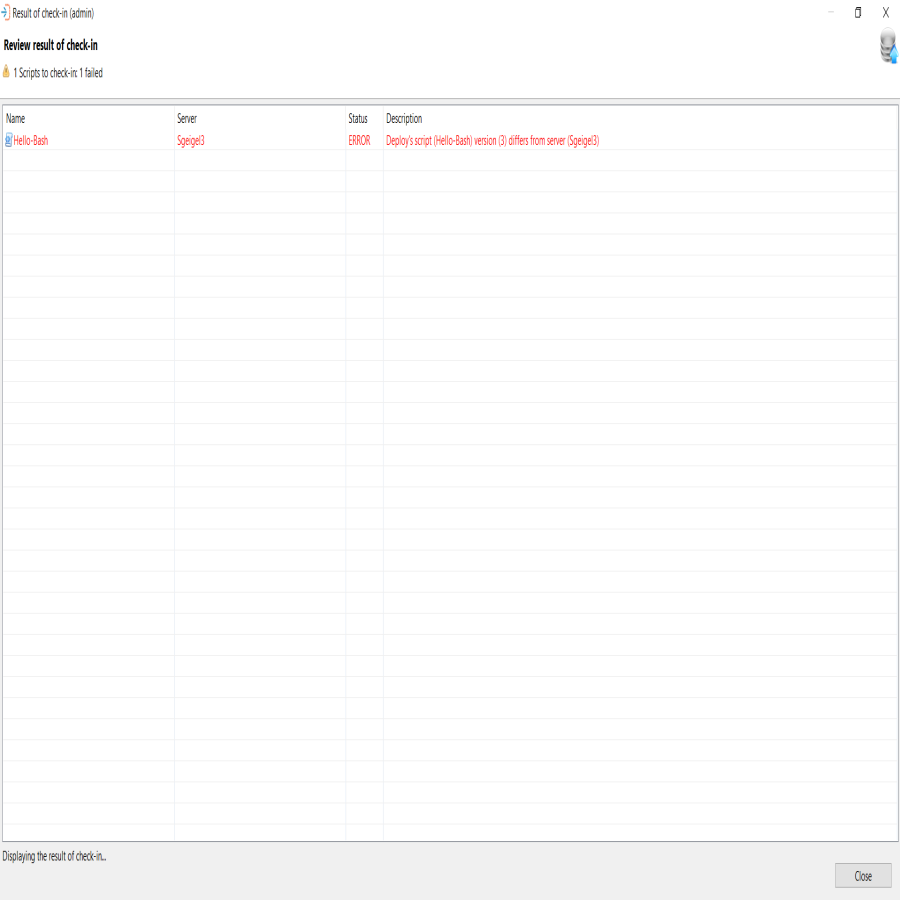 Result of check-in (admin)
Review result of check-in
1 Scripts to check-in: 1 failed
Name Server Status Description
Hello-Bash Sgeigel3 ERROR Deploy's script (Hello-Bash) version (3) differs from server (Sgeigel3)
Displaying the result of check-in...
Close